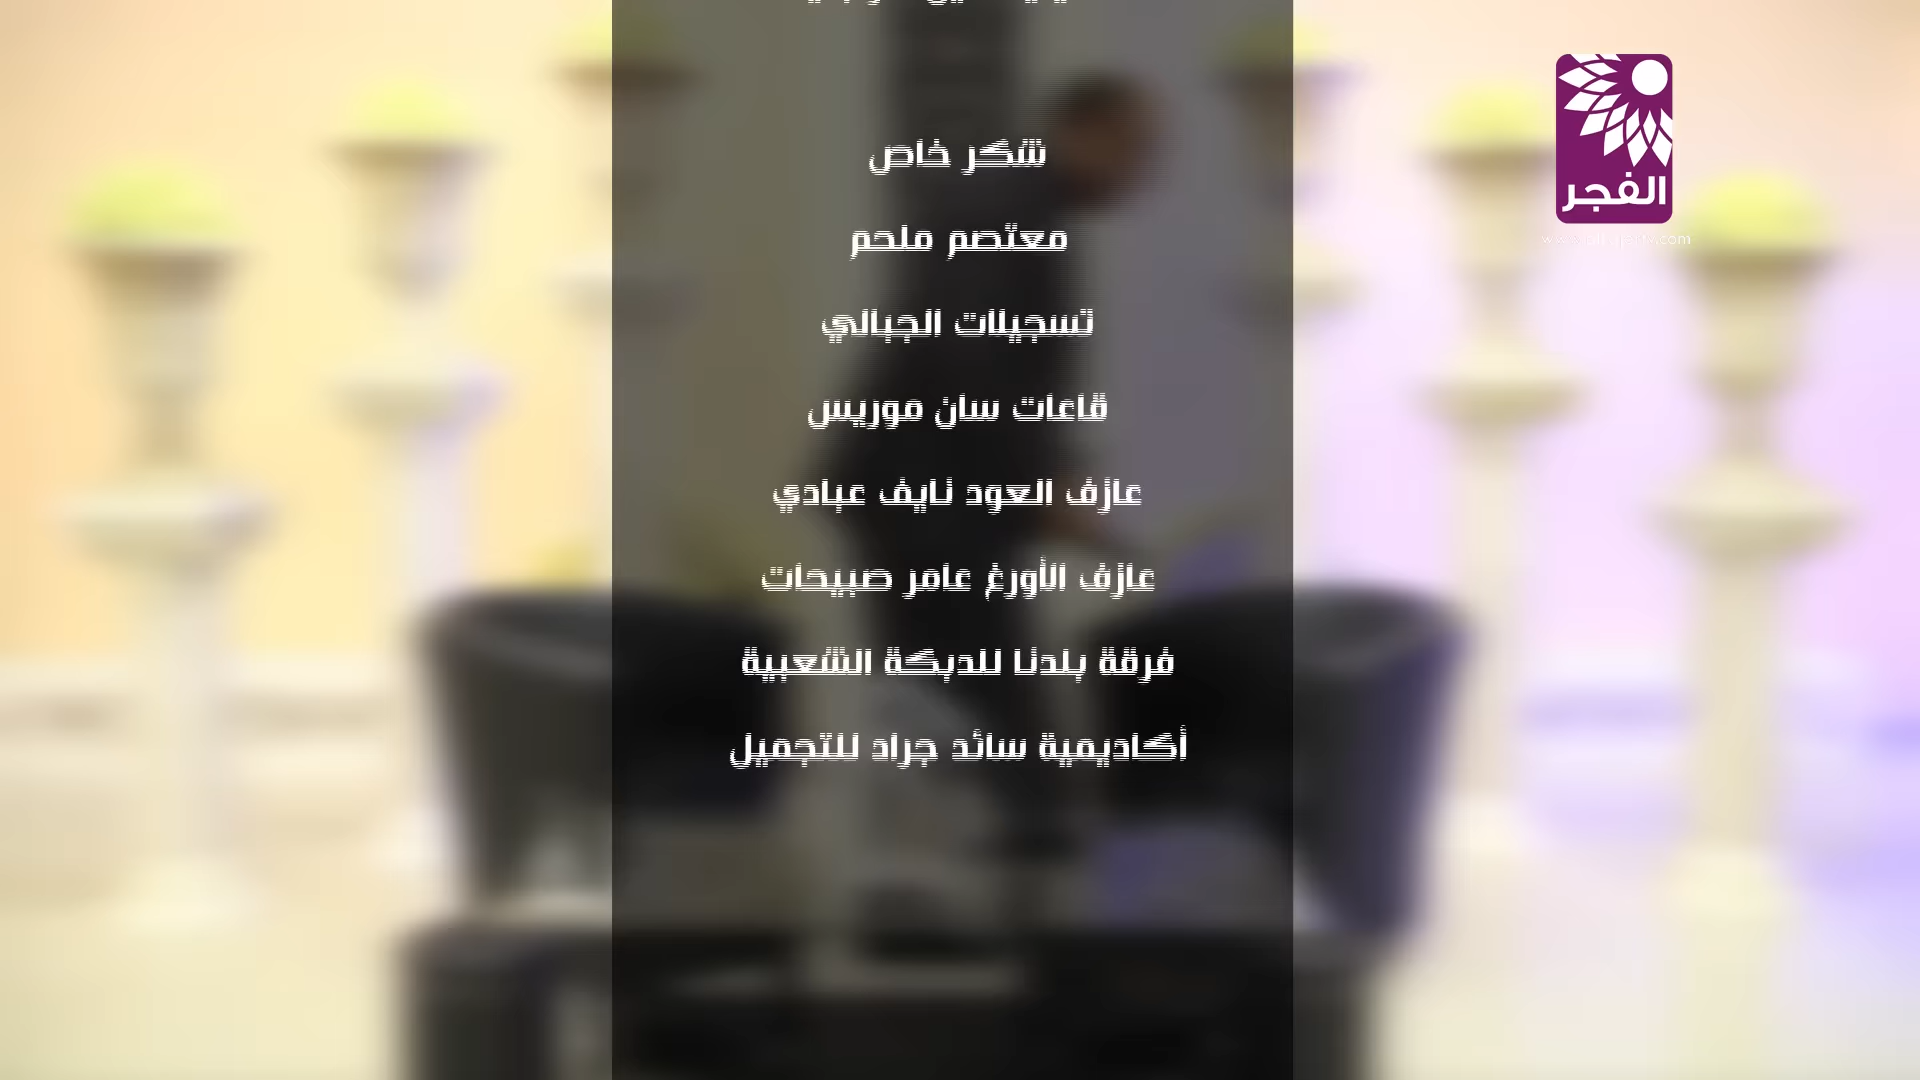 شكر خاص
معتصم ملحم
تسجيلات الجبالي
قاعات سان موريس
عازف العود نايف عبادي
عازف الأورغ عامر صبيحات
فرقة بلدنا للدبكة الشعبية
أكاديمية سائد جراد للتجميل
الفجر